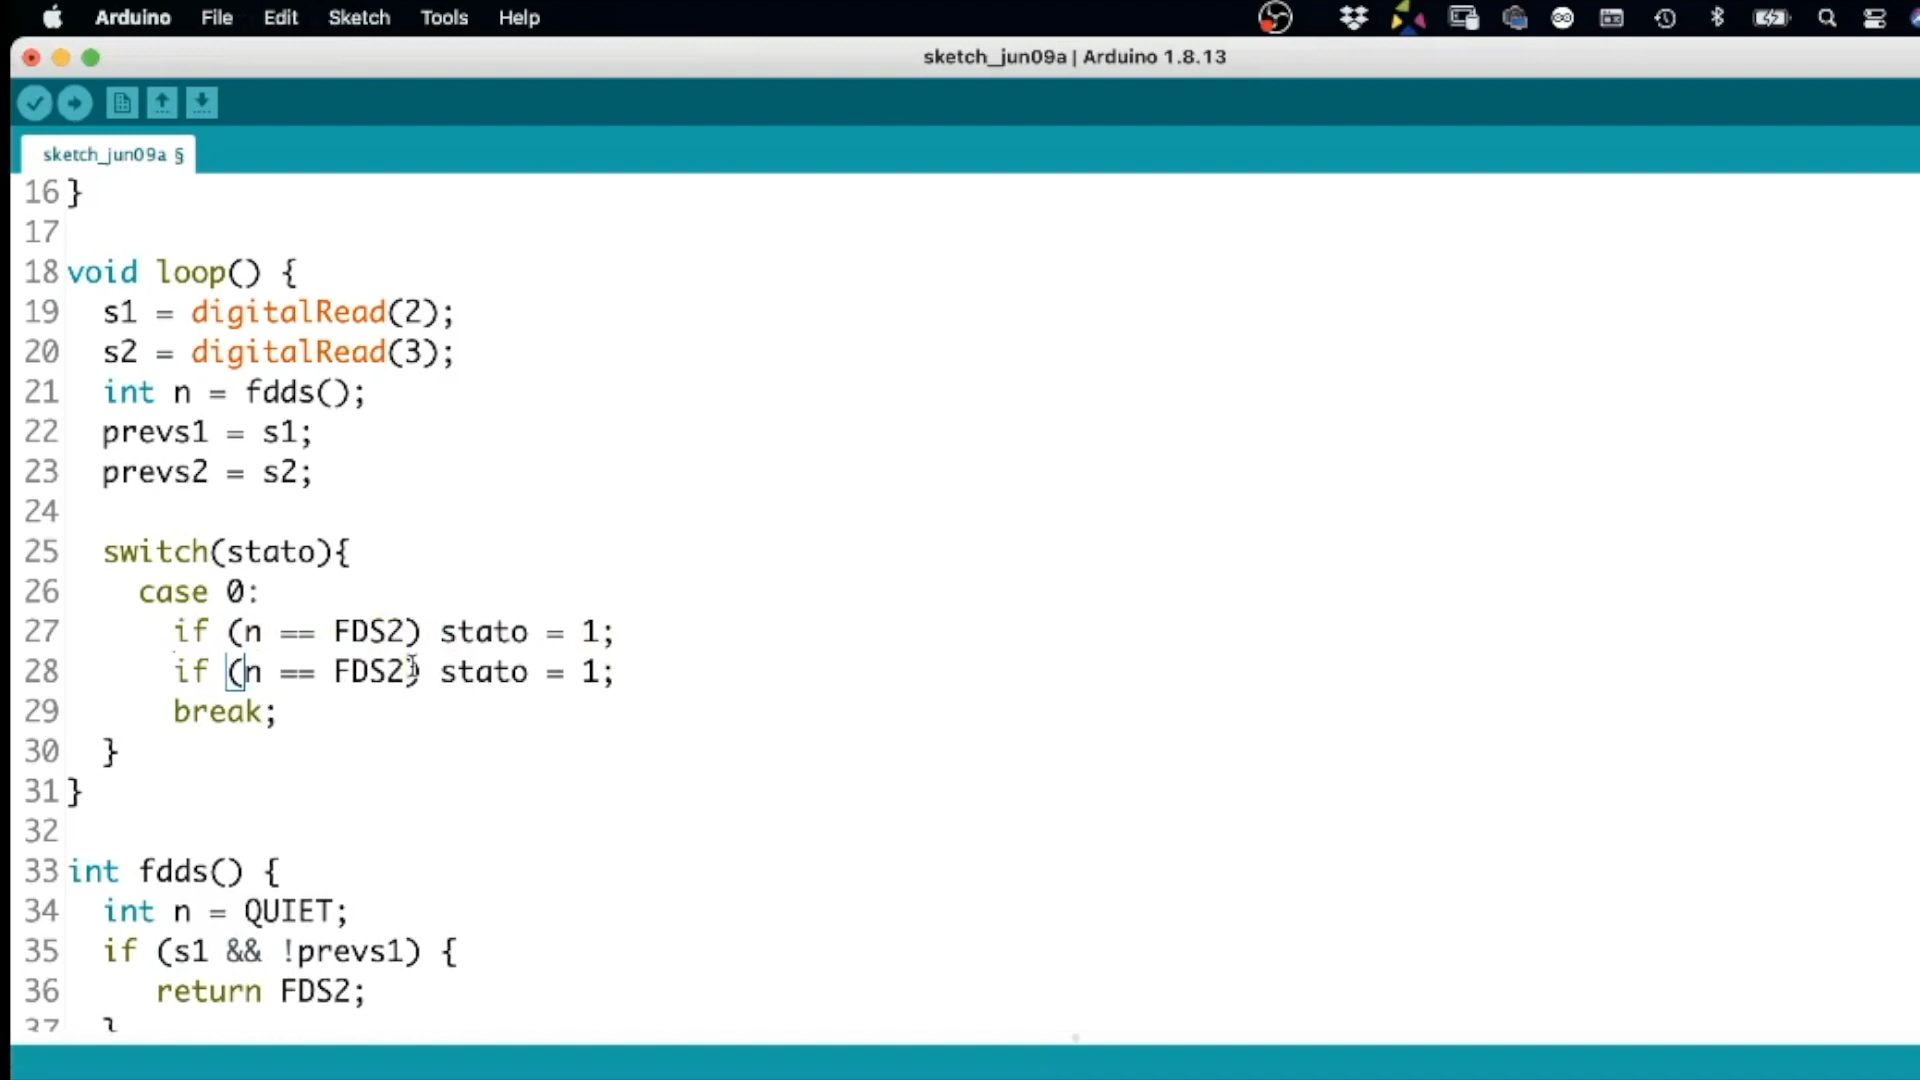 Arduino File Edit Sketch Tools Help
sketch_jun09a | Arduino 1.8.13
sketch_jun09a §
16 }
17
18 void loop() {
19 s1 = digitalRead(2);
20 s2 = digitalRead(3);
21 int n = fdds();
22 prevs1 = s1;
23 prevs2 = s2;
24
25 switch(stato){
26 case 0:
27 if (n == FDS2) stato = 1;
28 if (n == FDS2) stato = 1;
29 break;
30 }
31 }
32
33 int fdds() {
34 int n = QUIET;
35 if (s1 && !prevs1) {
36 return FDS2;
37 }